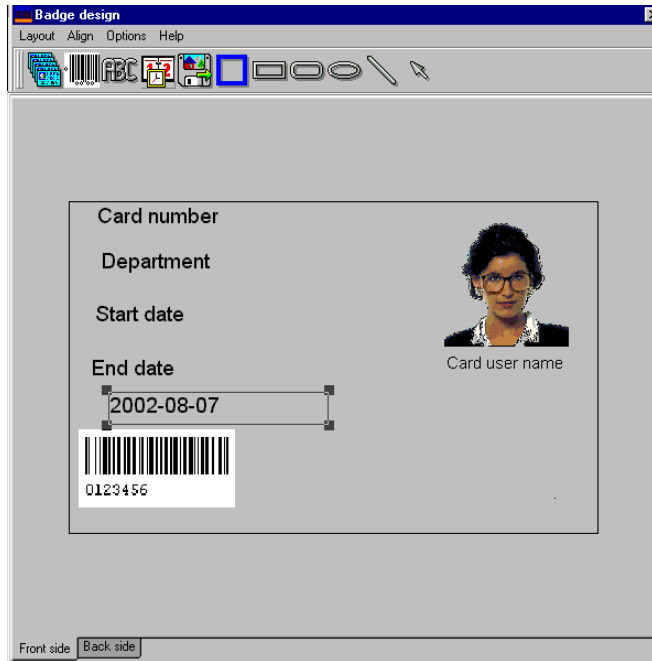 Badge design
Layout Align Options Help
ABC
Card number
Department
Start date
End date
2002-08-07
0123456
Card user name
Front side Back side